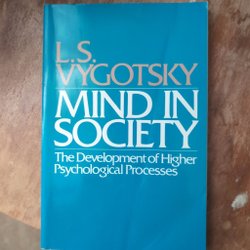 L.S.
VYGOTSKY
MIND IN
SOCIETY
The Development of Higher
Psychological Processes